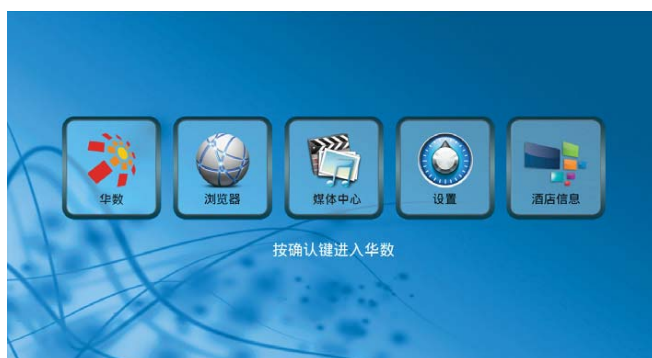 华数
浏览器
媒体中心
设置
酒店信息
按确认键进入华数